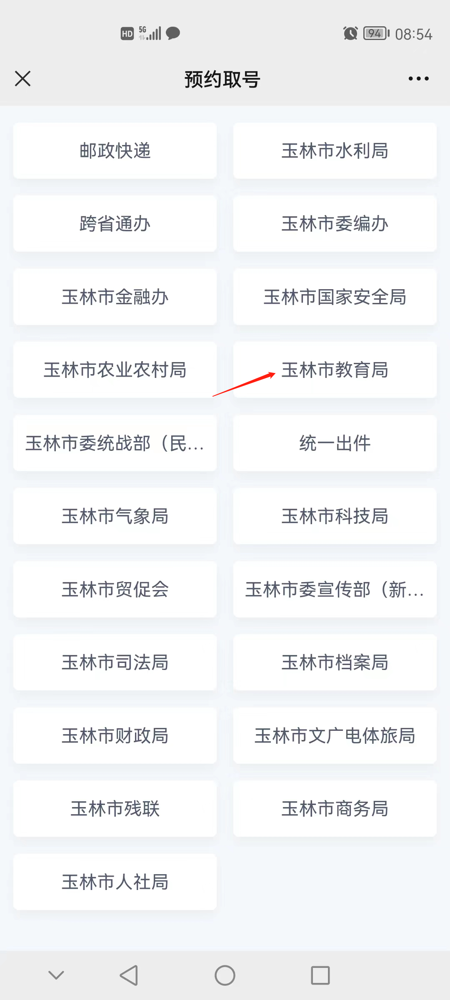 HD 5G 94 08:54
预约取号
邮政快递
玉林市水利局
跨省通办
玉林市委编办
玉林市金融办
玉林市国家安全局
玉林市农业农村局
玉林市教育局
玉林市委统战部（民...
统一出件
玉林市气象局
玉林市科技局
玉林市贸促会
玉林市委宣传部（新...
玉林市司法局
玉林市档案局
玉林市财政局
玉林市文广电体旅局
玉林市残联
玉林市商务局
玉林市人社局